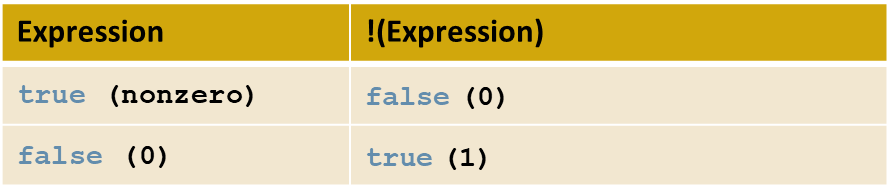 Expression !(Expression)
true (nonzero) false (0)
false (0) true (1)